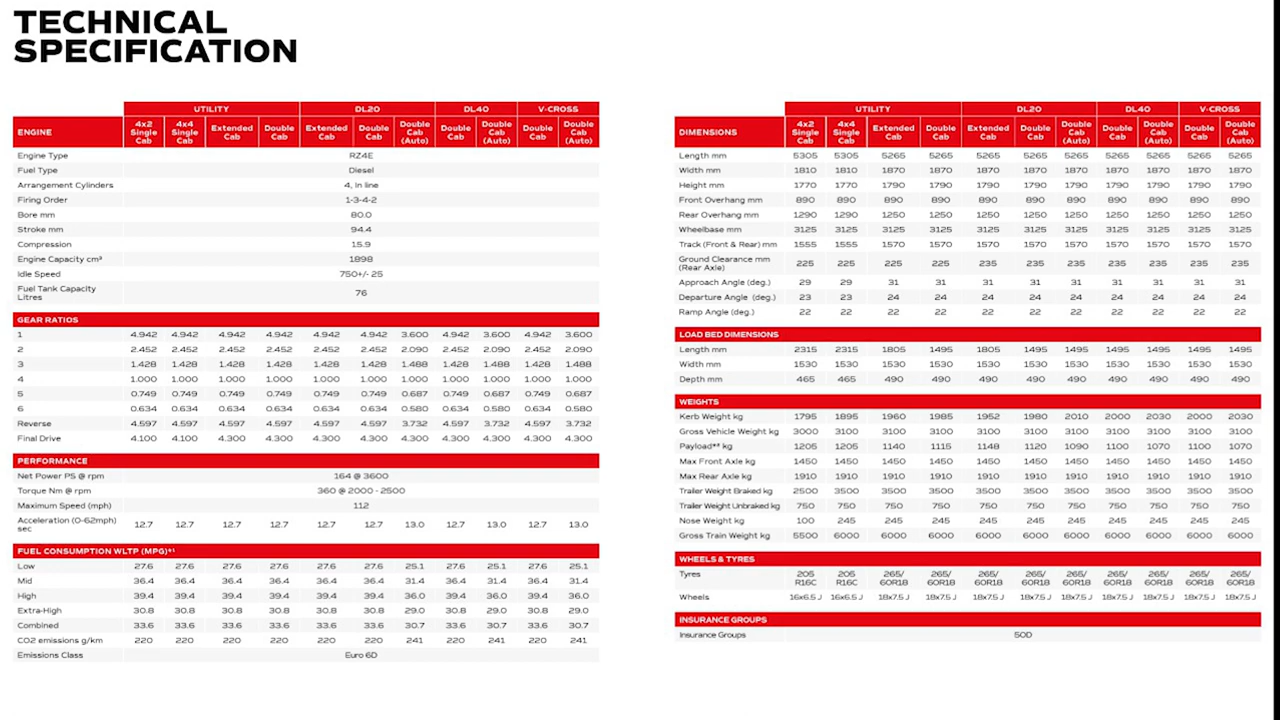 TECHNICAL
SPECIFICATION
UTILITY DL20 DL40 V-CROSS
ENGINE 4x2 Single Cab 4x4 Single Cab Extended Cab Double Cab Extended Cab Double Cab Double Cab (Auto) Double Cab Double Cab (Auto) Double Cab Double Cab (Auto)
Engine Type RZ4E
Fuel Type Diesel
Arrangement Cylinders 4, In line
Firing Order 1-3-4-2
Bore mm 80.0
Stroke mm 94.4
Compression 15.9
Engine Capacity cm³ 1898
Idle Speed 750+/- 25
Fuel Tank Capacity Litres 76
GEAR RATIOS
1 4.942 4.942 4.942 4.942 4.942 4.942 3.600 4.942 3.600 4.942 3.600
2 2.452 2.452 2.452 2.452 2.452 2.452 2.090 2.452 2.090 2.452 2.090
3 1.428 1.428 1.428 1.428 1.428 1.428 1.488 1.428 1.488 1.428 1.488
4 1.000 1.000 1.000 1.000 1.000 1.000 1.000 1.000 1.000 1.000 1.000
5 0.749 0.749 0.749 0.749 0.749 0.749 0.687 0.749 0.687 0.749 0.687
6 0.634 0.634 0.634 0.634 0.634 0.634 0.580 0.634 0.580 0.634 0.580
Reverse 4.597 4.597 4.597 4.597 4.597 4.597 3.732 4.597 3.732 4.597 3.732
Final Drive 4.100 4.100 4.300 4.300 4.300 4.300 4.300 4.300 4.300 4.300 4.300
PERFORMANCE
Net Power PS @ rpm 164 @ 3600
Torque Nm @ rpm 360 @ 2000 - 2500
Maximum Speed (mph) 112
Acceleration (0-62mph) sec 12.7 12.7 12.7 12.7 12.7 12.7 13.0 12.7 13.0 12.7 13.0
FUEL CONSUMPTION WLTP (MPG)*¹
Low 27.6 27.6 27.6 27.6 27.6 27.6 25.1 27.6 25.1 27.6 25.1
Mid 36.4 36.4 36.4 36.4 36.4 36.4 31.4 36.4 31.4 36.4 31.4
High 39.4 39.4 39.4 39.4 39.4 39.4 36.0 39.4 36.0 39.4 36.0
Extra-High 30.8 30.8 30.8 30.8 30.8 30.8 29.0 30.8 29.0 30.8 29.0
Combined 33.6 33.6 33.6 33.6 33.6 33.6 30.7 33.6 30.7 33.6 30.7
CO2 emissions g/km 220 220 220 220 220 220 241 220 241 220 241
Emissions Class Euro 6D
UTILITY DL20 DL40 V-CROSS
DIMENSIONS 4x2 Single Cab 4x4 Single Cab Extended Cab Double Cab Extended Cab Double Cab Double Cab (Auto) Double Cab Double Cab (Auto) Double Cab Double Cab (Auto)
Length mm 5305 5305 5265 5265 5265 5265 5265 5265 5265 5265 5265
Width mm 1810 1810 1870 1870 1870 1870 1870 1870 1870 1870 1870
Height mm 1770 1770 1790 1790 1790 1790 1790 1790 1790 1790 1790
Front Overhang mm 890 890 890 890 890 890 890 890 890 890 890
Rear Overhang mm 1290 1290 1250 1250 1250 1250 1250 1250 1250 1250 1250
Wheelbase mm 3125 3125 3125 3125 3125 3125 3125 3125 3125 3125 3125
Track (Front & Rear) mm 1555 1555 1570 1570 1570 1570 1570 1570 1570 1570 1570
Ground Clearance mm (Rear Axle) 225 225 225 225 235 235 235 235 235 235 235
Approach Angle (deg.) 29 29 31 31 31 31 31 31 31 31 31
Departure Angle (deg.) 23 23 24 24 24 24 24 24 24 24 24
Ramp Angle (deg.) 22 22 22 22 22 22 22 22 22 22 22
LOAD BED DIMENSIONS
Length mm 2315 2315 1805 1495 1805 1495 1495 1495 1495 1495 1495
Width mm 1530 1530 1530 1530 1530 1530 1530 1530 1530 1530 1530
Depth mm 465 465 490 490 490 490 490 490 490 490 490
WEIGHTS
Kerb Weight kg 1795 1895 1960 1985 1952 1980 2010 2000 2030 2000 2030
Gross Vehicle Weight kg 3000 3100 3100 3100 3100 3100 3100 3100 3100 3100 3100
Payload*² kg 1205 1205 1140 1115 1148 1120 1090 1100 1070 1100 1070
Max Front Axle kg 1450 1450 1450 1450 1450 1450 1450 1450 1450 1450 1450
Max Rear Axle kg 1910 1910 1910 1910 1910 1910 1910 1910 1910 1910 1910
Trailer Weight Braked kg 2500 3500 3500 3500 3500 3500 3500 3500 3500 3500 3500
Trailer Weight Unbraked kg 750 750 750 750 750 750 750 750 750 750 750
Nose Weight kg 100 245 245 245 245 245 245 245 245 245 245
Gross Train Weight kg 5500 6000 6000 6000 6000 6000 6000 6000 6000 6000 6000
WHEELS & TYRES
Tyres 205 R16C 205 R16C 265/ 60R18 265/ 60R18 265/ 60R18 265/ 60R18 265/ 60R18 265/ 60R18 265/ 60R18 265/ 60R18 265/ 60R18
Wheels 16x6.5 J 16x6.5 J 18x7.5 J 18x7.5 J 18x7.5 J 18x7.5 J 18x7.5 J 18x7.5 J 18x7.5 J 18x7.5 J 18x7.5 J
INSURANCE GROUPS
Insurance Groups 50D